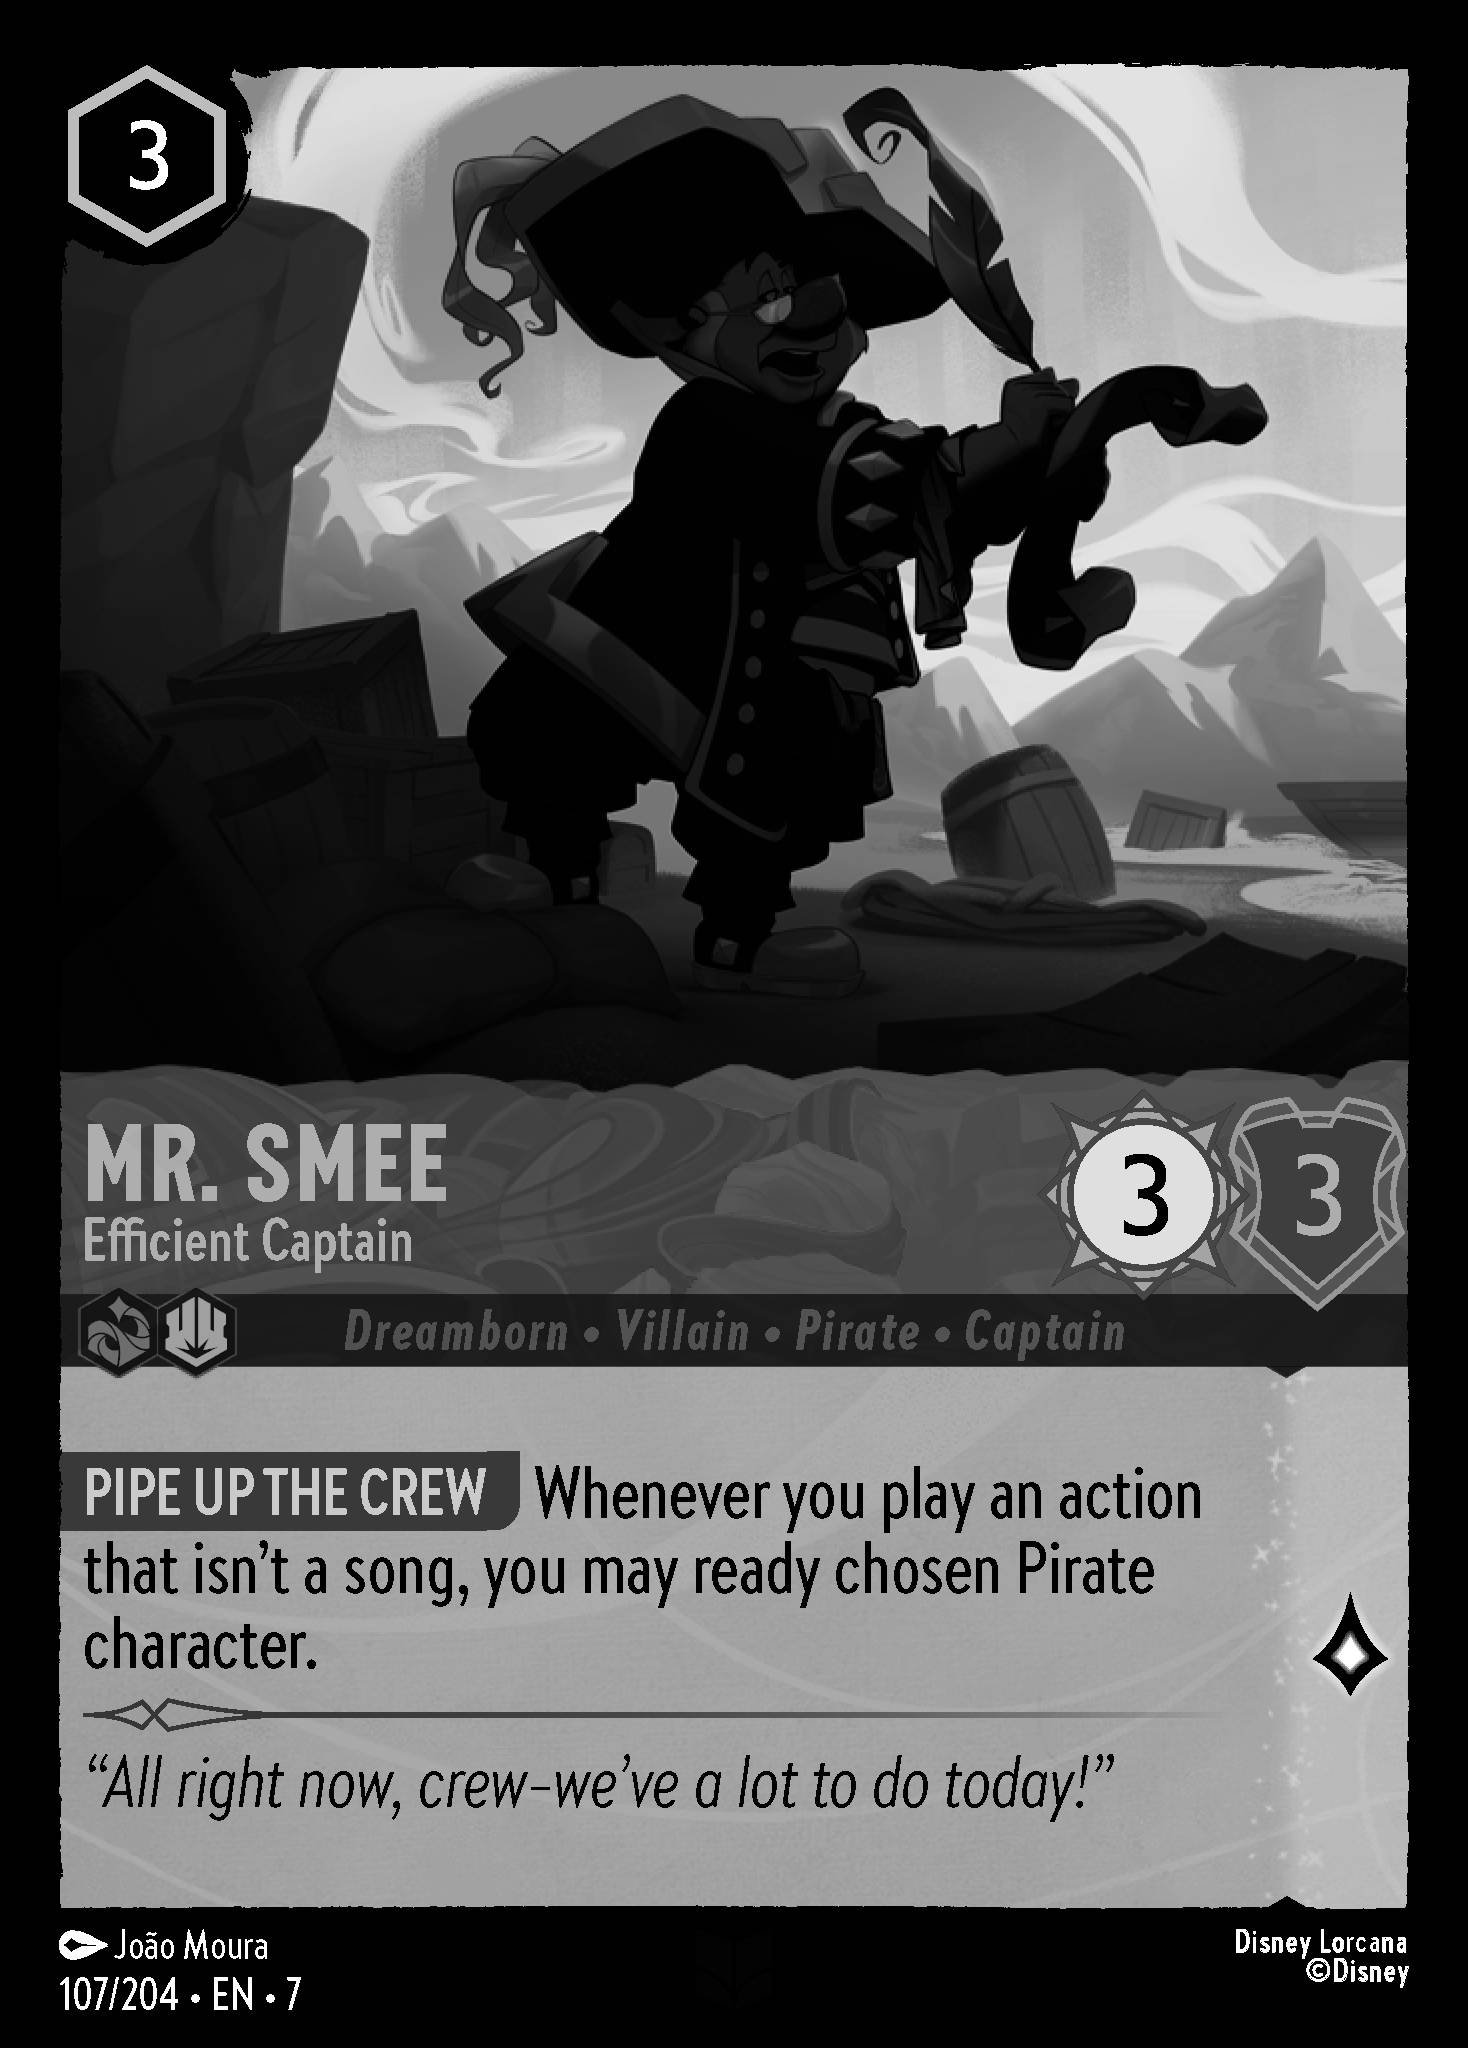 3
MR. SMEE
Efficient Captain
3
3
Dreamborn • Villain • Pirate • Captain
PIPE UP THE CREW Whenever you play an action
that isn’t a song, you may ready chosen Pirate
character.
“All right now, crew–we’ve a lot to do today!”
João Moura
107/204 • EN • 7
Disney Lorcana
©Disney